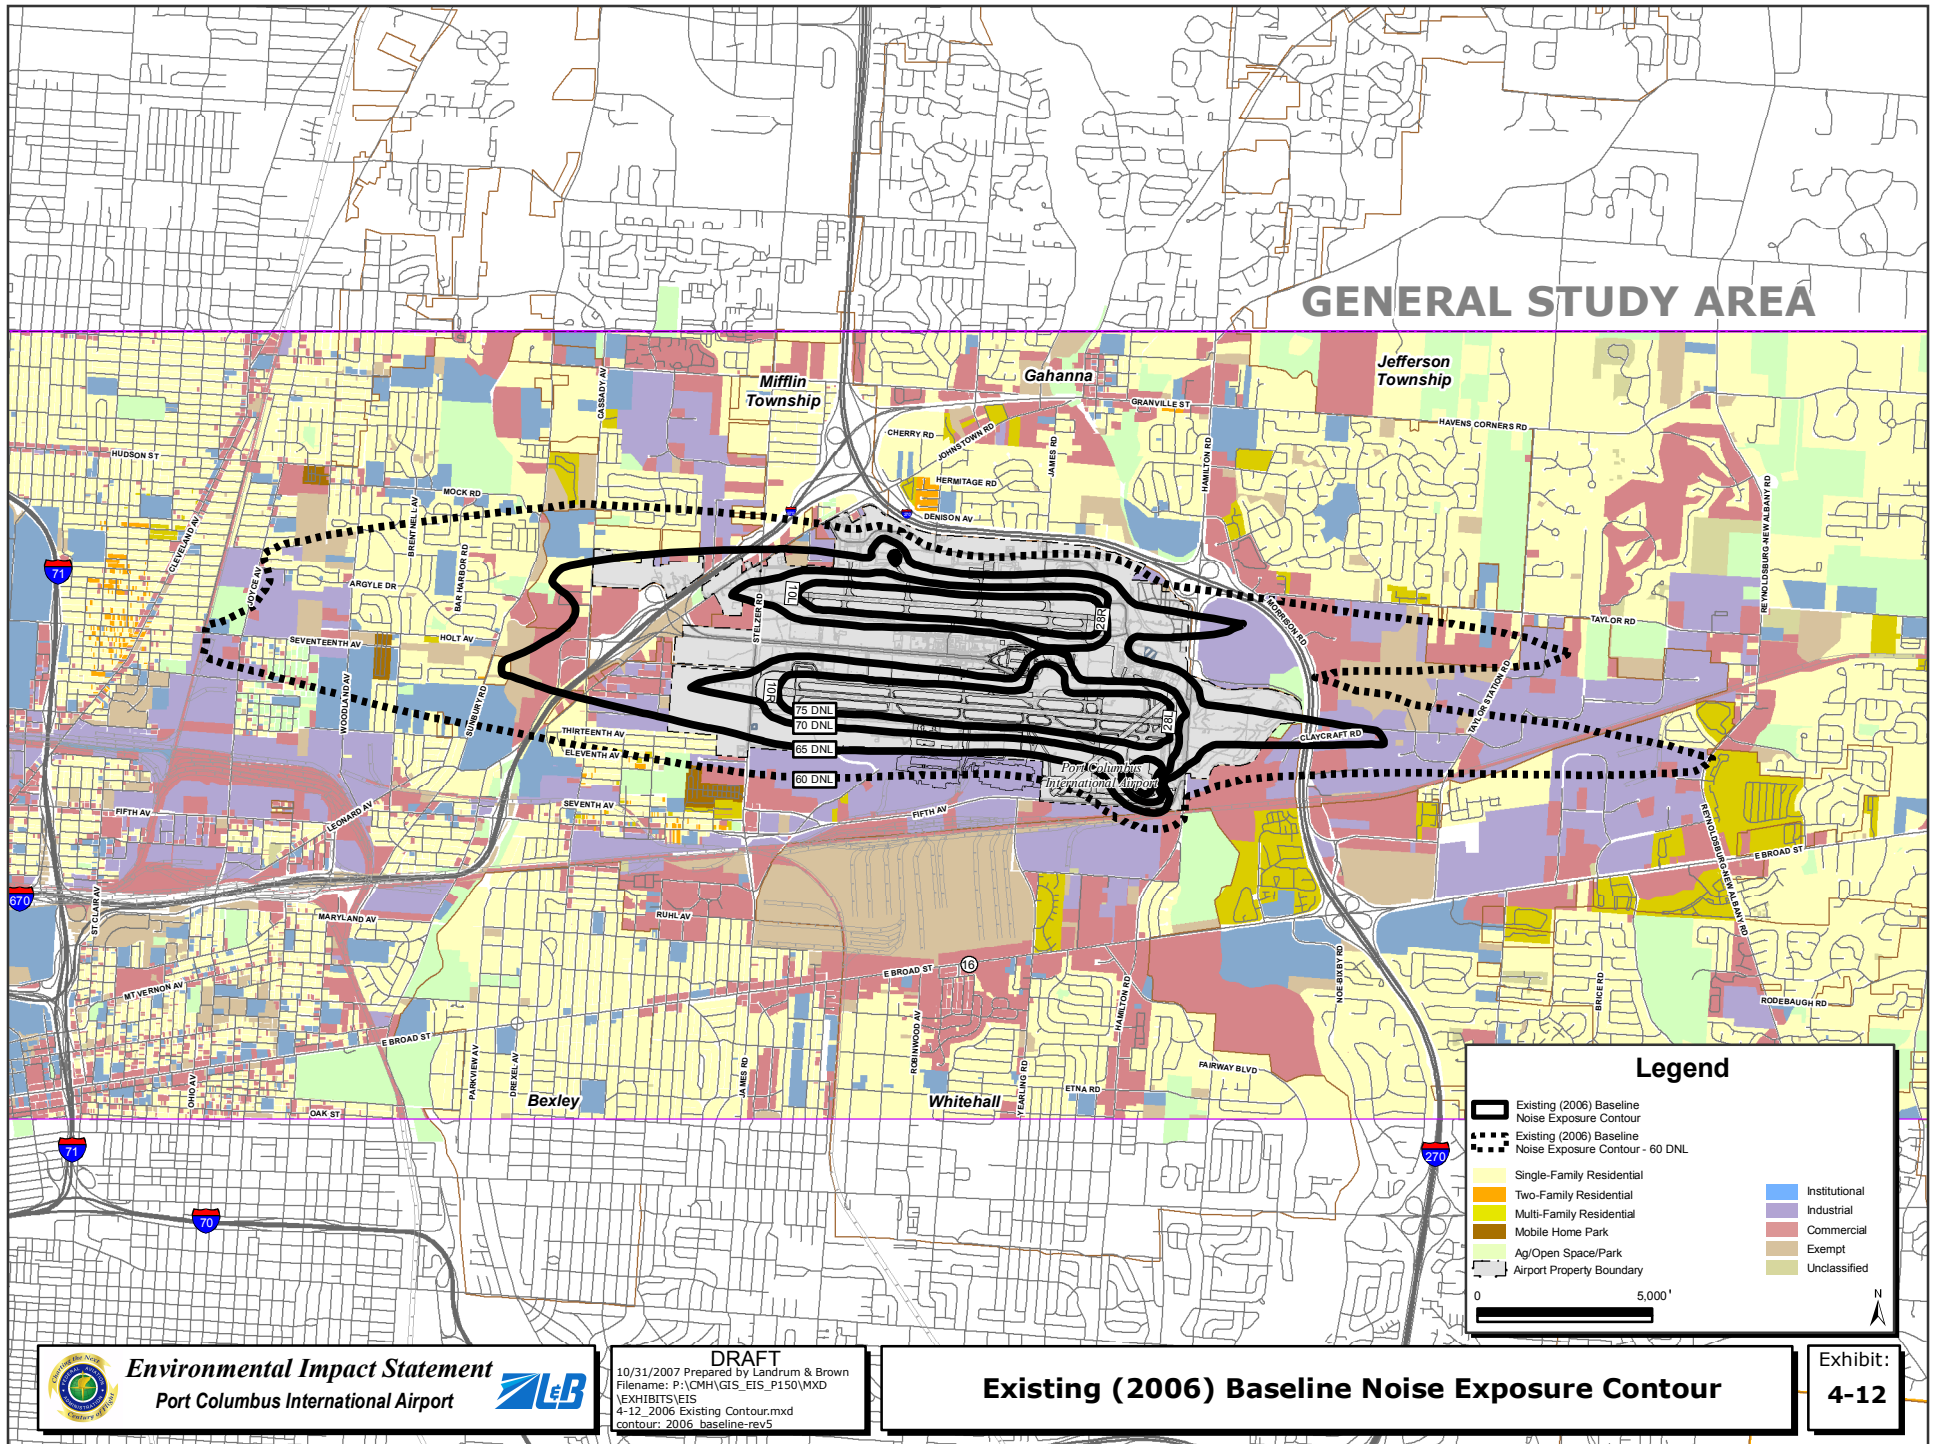 GENERAL STUDY AREA
Jefferson
Township
Mifflin
Township
Gahanna
GRANVILLE ST
HAVENS CORNERS RD
CASSADY AV
CHERRY RD
JOHNSTOWN RD
JAMES RD
HAMILTON RD
HUDSON ST
MOCK RD
HERMITAGE RD
DENISON AV
REYNOLDSBURG-NEW ALBANY RD
CLEVELAND AV
BRENTNELL AV
71
JOYCE AV
ARGYLE DR
BAR HARBOR RD
STELZER RD
10L
28R
MORRISON RD
TAYLOR RD
SEVENTEENTH AV
HOLT AV
WOODLAND AV
SUNBURY RD
TAYLOR STATION RD
10R
28L
75 DNL
70 DNL
65 DNL
60 DNL
THIRTEENTH AV
ELEVENTH AV
CLAYCRAFT RD
Port Columbus
International Airport
FIFTH AV
LEONARD AV
SEVENTH AV
FIFTH AV
REYNOLDSBURG-NEW ALBANY RD
E BROAD ST
670
ST CLAIR AV
MARYLAND AV
RUHL AV
MT VERNON AV
E BROAD ST
16
NOE-BIXBY RD
BRICE RD
RODEBAUGH RD
E BROAD ST
PARKVIEW AV
DREXEL AV
JAMES RD
ROBINWOOD AV
YEARLING RD
HAMILTON RD
ETNA RD
FAIRWAY BLVD
OHIO AV
OAK ST
Bexley
Whitehall
71
70
270
Legend
Existing (2006) Baseline
Noise Exposure Contour
Existing (2006) Baseline
Noise Exposure Contour - 60 DNL
Single-Family Residential
Two-Family Residential
Multi-Family Residential
Mobile Home Park
Ag/Open Space/Park
Airport Property Boundary
Institutional
Industrial
Commercial
Exempt
Unclassified
0 5,000'
N
Environmental Impact Statement
Port Columbus International Airport
L&B
DRAFT
10/31/2007 Prepared by Landrum & Brown
Filename: P:\CMH\GIS_EIS_P150\MXD
\EXHIBITS\EIS
4-12_2006 Existing Contour.mxd
contour: 2006_baseline-rev5
Existing (2006) Baseline Noise Exposure Contour
Exhibit:
4-12